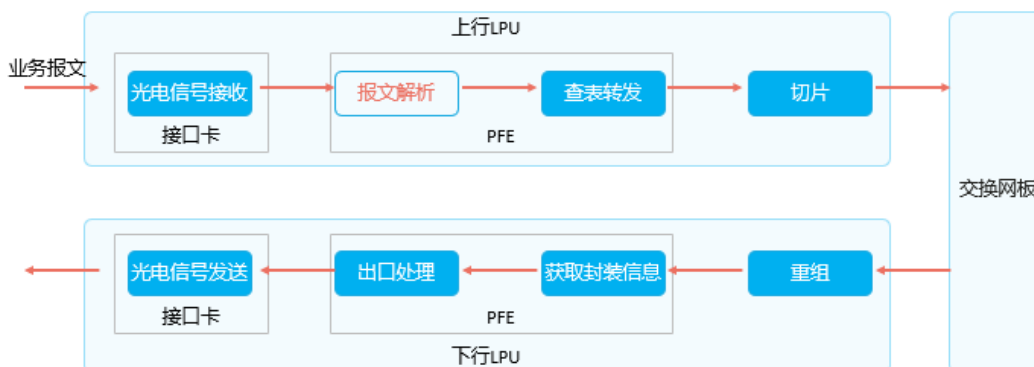 上行LPU
业务报文
光电信号接收
报文解析
查表转发
切片
接口卡
PFE
交换网板
光电信号发送
出口处理
获取封装信息
重组
接口卡
PFE
下行LPU